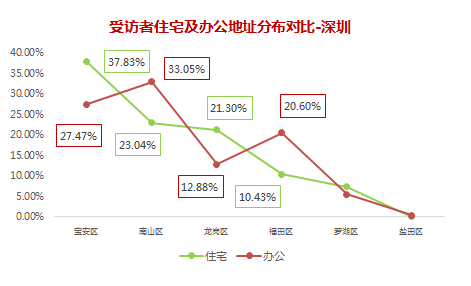 受访者住宅及办公地址分布对比-深圳
40.00%
35.00%
30.00%
25.00%
20.00%
15.00%
10.00%
5.00%
0.00%
37.83%
33.05%
27.47%
23.04%
21.30%
12.88%
20.60%
10.43%
宝安区
南山区
龙岗区
福田区
罗湖区
盐田区
住宅
办公